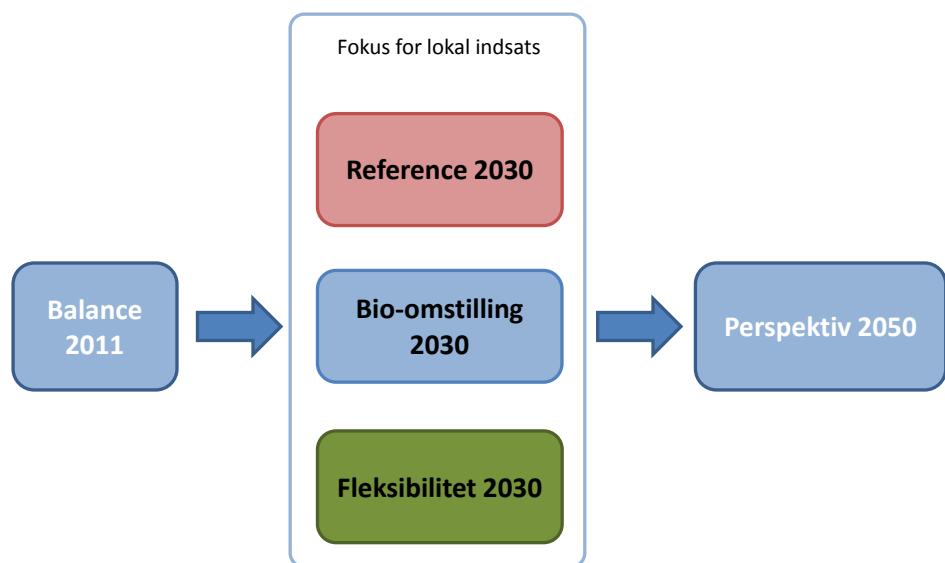 Fokus for lokal indsats
Reference 2030
Balance
2011
Bio-omstilling
2030
Perspektiv 2050
Fleksibilitet 2030